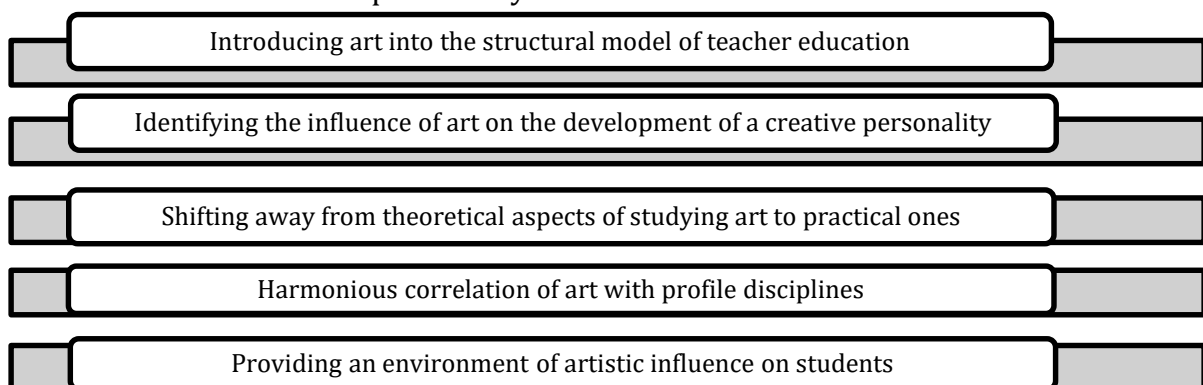 Introducing art into the structural model of teacher education
Identifying the influence of art on the development of a creative personality
Shifting away from theoretical aspects of studying art to practical ones
Harmonious correlation of art with profile disciplines
Providing an environment of artistic influence on students